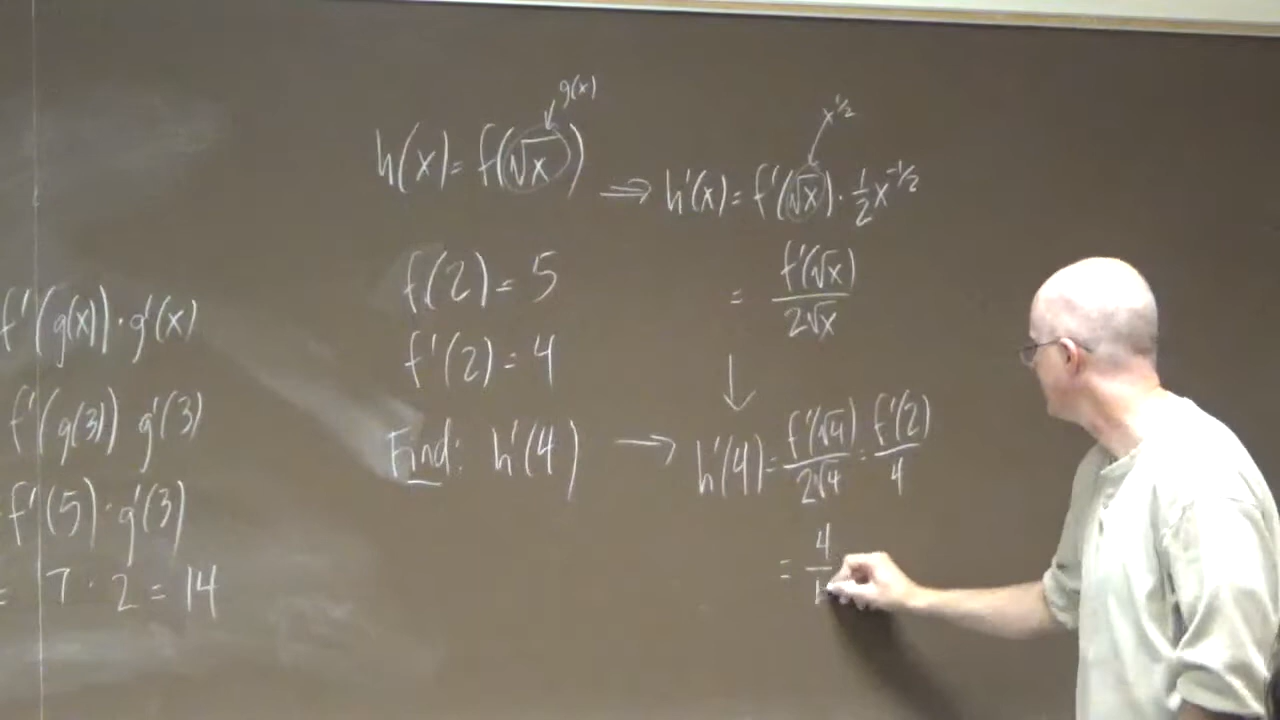 f'(g(x)) · g'(x)
f'(g(3)) g'(3)
= f'(5) · g'(3)
= 7 · 2 = 14
g(x)
h(x) = f(√x)
f(2) = 5
f'(2) = 4
Find: h'(4)
x^1/2
⇒ h'(x) = f'(√x) · 1/2 x^-1/2
= f'(√x) / 2√x
↓
→ h'(4) = f'(√4) / 2√4 = f'(2) / 4
= 4 /